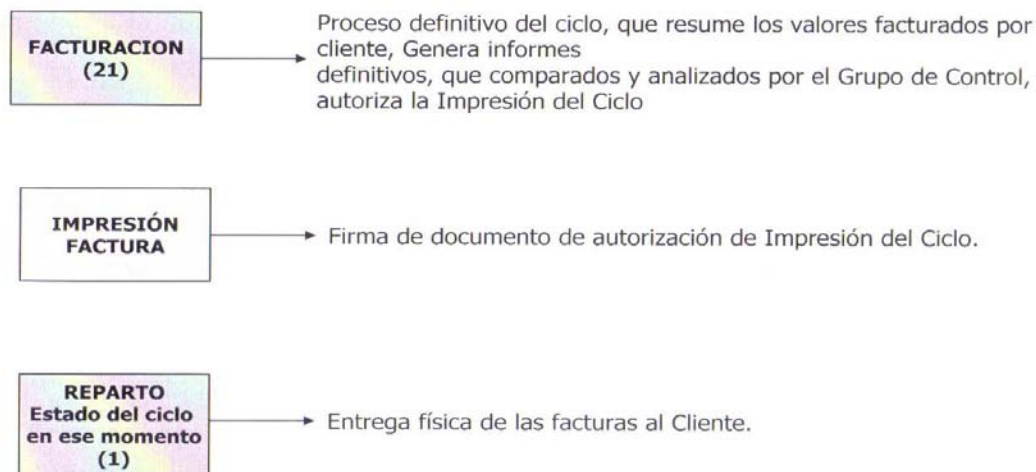 FACTURACION
(21)
Proceso definitivo del ciclo, que resume los valores facturados por
cliente, Genera informes
definitivos, que comparados y analizados por el Grupo de Control,
autoriza la Impresión del Ciclo
IMPRESIÓN
FACTURA
Firma de documento de autorización de Impresión del Ciclo.
REPARTO
Estado del ciclo
en ese momento
(1)
Entrega física de las facturas al Cliente.